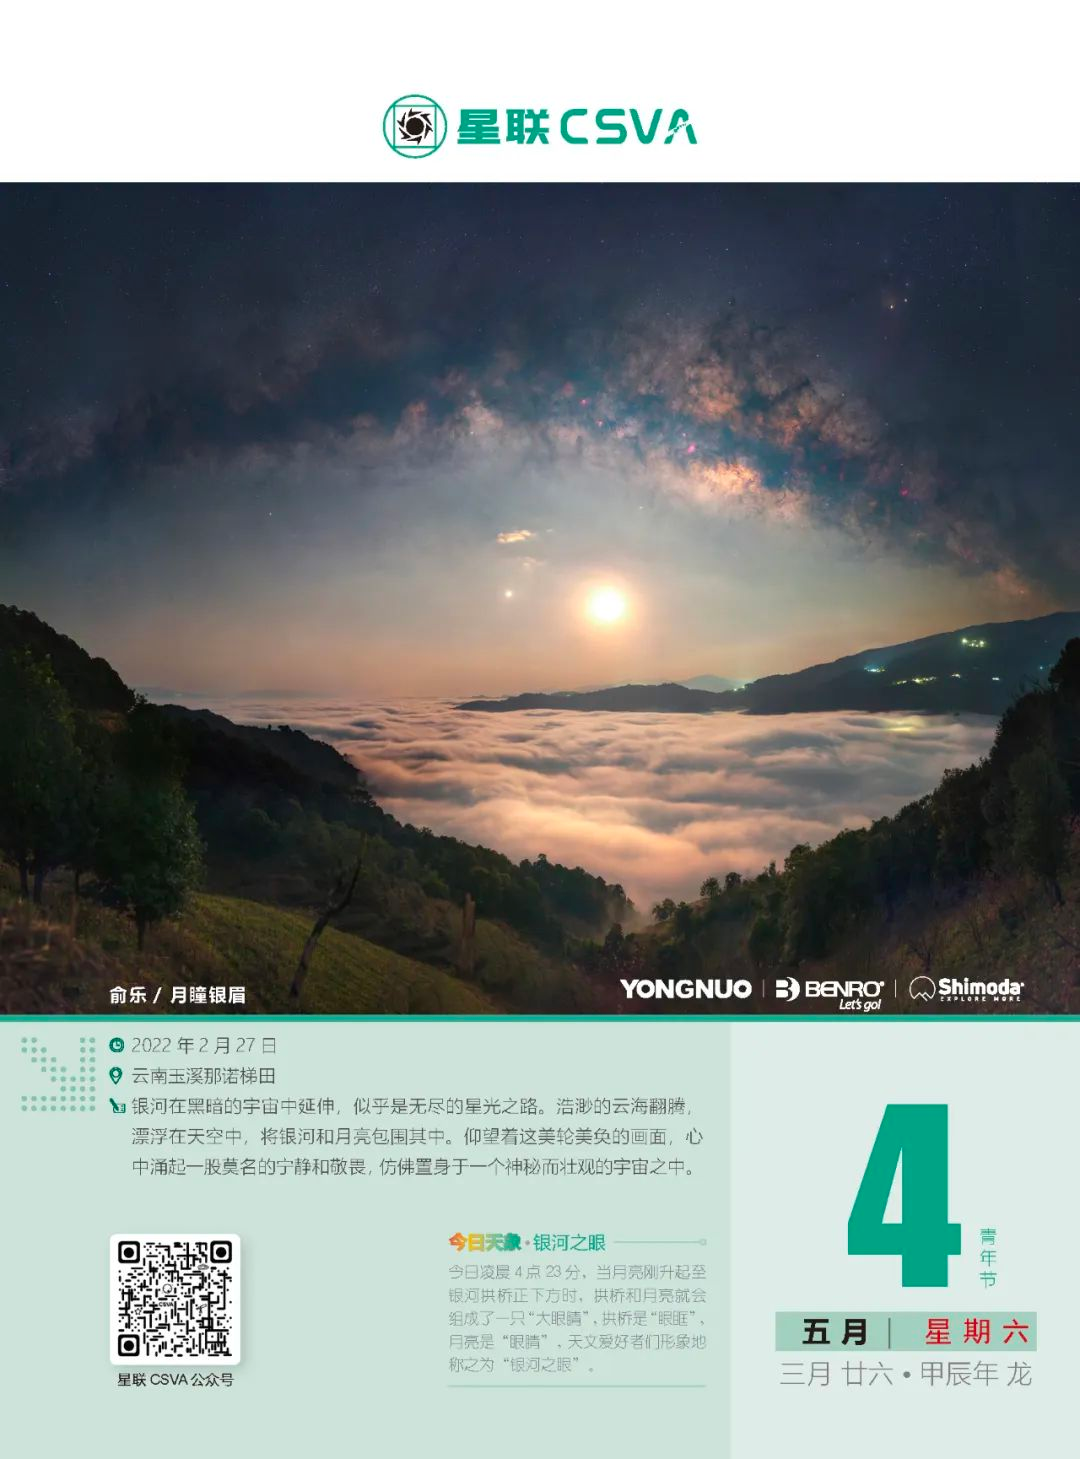 星联CSVA
俞乐 / 月瞳银眉
YONGNUO | BENRO Let's go! | Shimoda EXPLORE MORE
2022 年 2 月 27 日
云南玉溪那诺梯田
银河在黑暗的宇宙中延伸，似乎是无尽的星光之路。浩渺的云海翻腾，
漂浮在天空中，将银河和月亮包围其中。仰望着这美轮美奂的画面，心
中涌起一股莫名的宁静和敬畏，仿佛置身于一个神秘而壮观的宇宙之中。
星联 CSVA 公众号
今日天象·银河之眼
今日凌晨 4 点 23 分，当月亮刚升起至
银河拱桥正下方时，拱桥和月亮就会
组成了一只“大眼睛”，拱桥是“眼眶”，
月亮是“眼睛”，天文爱好者们形象地
称之为“银河之眼”。
4
青年节
五月 | 星期六
三月 廿六 • 甲辰年 龙